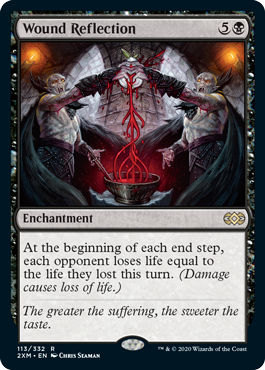 Wound Reflection 5
Enchantment
At the beginning of each end step,
each opponent loses life equal to
the life they lost this turn. (Damage
causes loss of life.)
The greater the suffering, the sweeter the
taste.
113/332 R
2XM • EN CHRIS SEAMAN ™ & © 2020 Wizards of the Coast